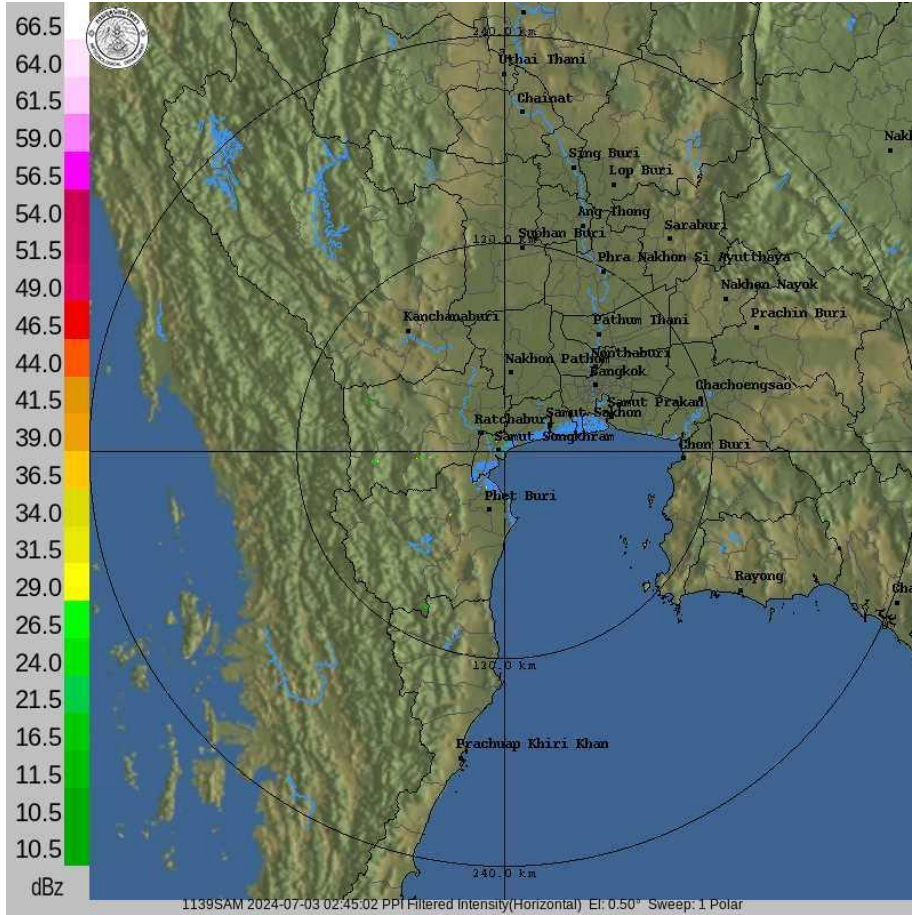 66.5
64.0
61.5
59.0
56.5
54.0
51.5
49.0
46.5
44.0
41.5
39.0
36.5
34.0
31.5
29.0
26.5
24.0
21.5
16.5
11.5
10.5
10.5
dBz
240.0 km
Uthai Thani
Chainat
Sing Buri
Lop Buri
Ang Thong
Suphan Buri
Saraburi
120.0 km
Phra Nakhon Si Ayutthaya
Nakhon Nayok
Kanchanaburi
Pathum Thani
Prachin Buri
Nakhon Pathom
Nonthaburi
Bangkok
Chachoengsao
Samut Prakan
Ratchaburi
Samut Sakhon
Samut Songkhram
Chon Buri
Phet Buri
Rayong
Cha
120.0 km
Prachuap Khiri Khan
240.0 km
1139SAM 2024-07-03 02:45:02 PPI Filtered Intensity(Horizontal) El: 0.50° Sweep: 1 Polar